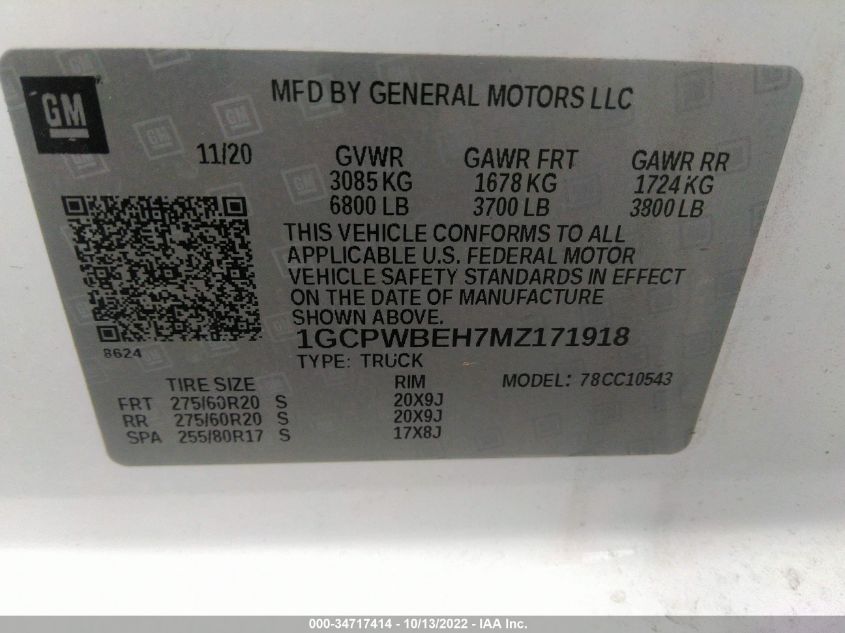 GM
MFD BY GENERAL MOTORS LLC
11/20 GVWR GAWR FRT GAWR RR
3085 KG 1678 KG 1724 KG
6800 LB 3700 LB 3800 LB
THIS VEHICLE CONFORMS TO ALL
APPLICABLE U.S. FEDERAL MOTOR
VEHICLE SAFETY STANDARDS IN EFFECT
ON THE DATE OF MANUFACTURE
SHOWN ABOVE.
8624
1GCPWBEH7MZ171918
TYPE: TRUCK
TIRE SIZE RIM MODEL: 78CC10543
FRT 275/60R20 S 20X9J
RR 275/60R20 S 20X9J
SPA 255/80R17 S 17X8J
000-34717414 - 10/13/2022 - IAA Inc.